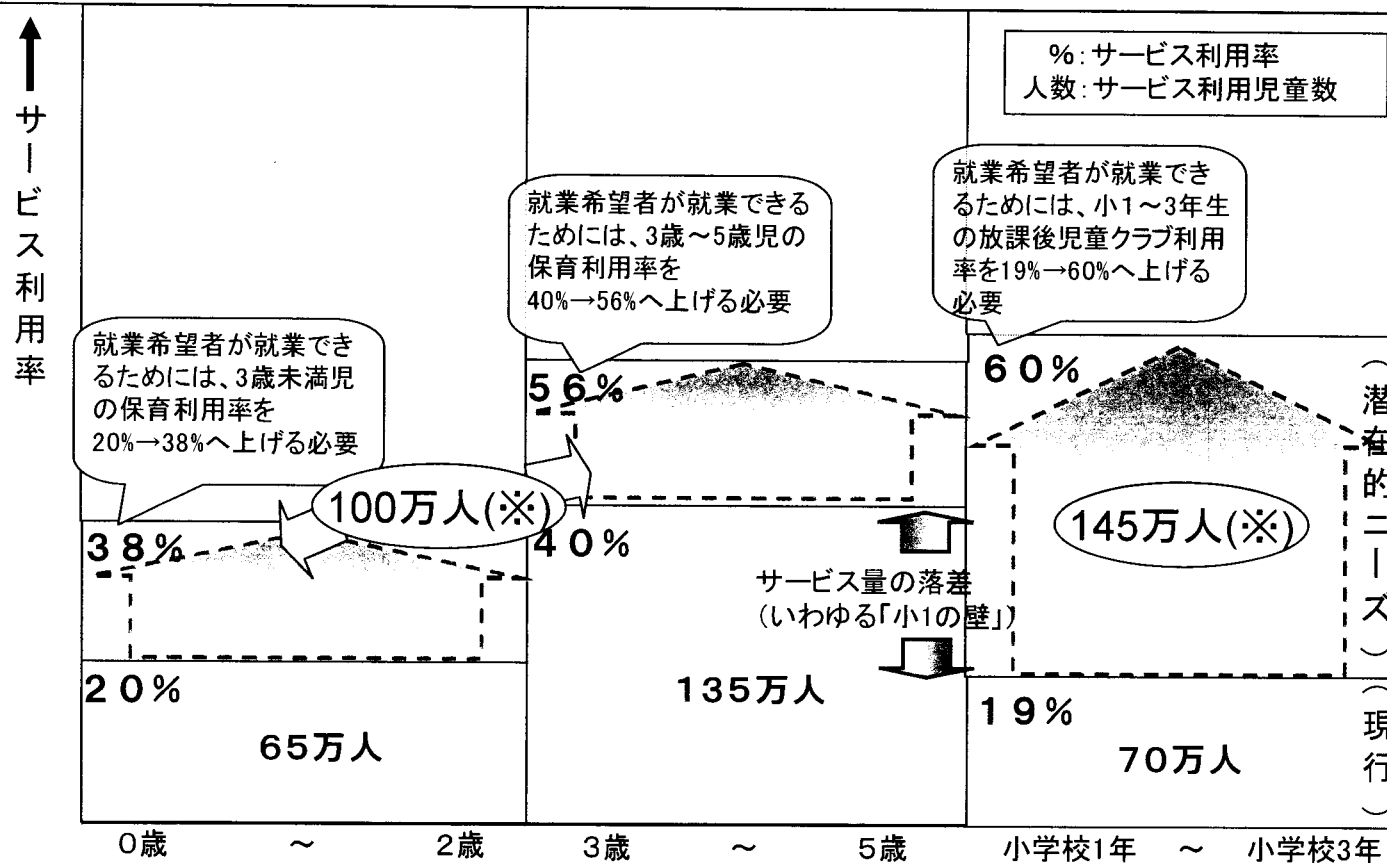 サービス利用率
%:サービス利用率
人数:サービス利用児童数
就業希望者が就業でき
るためには、3歳未満児
の保育利用率を
20%→38%へ上げる必要
就業希望者が就業できる
ためには、3歳～5歳児の
保育利用率を
40%→56%へ上げる必要
就業希望者が就業でき
るためには、小1～3年生
の放課後児童クラブ利用
率を19%→60%へ上げる
必要
38%
100万人(※)
56%
60%
145万人(※)
(潜在的ニーズ)
20%
65万人
40%
サービス量の落差
(いわゆる「小1の壁」)
135万人
19%
70万人
(現行)
0歳 ～ 2歳
3歳 ～ 5歳
小学校1年 ～ 小学校3年